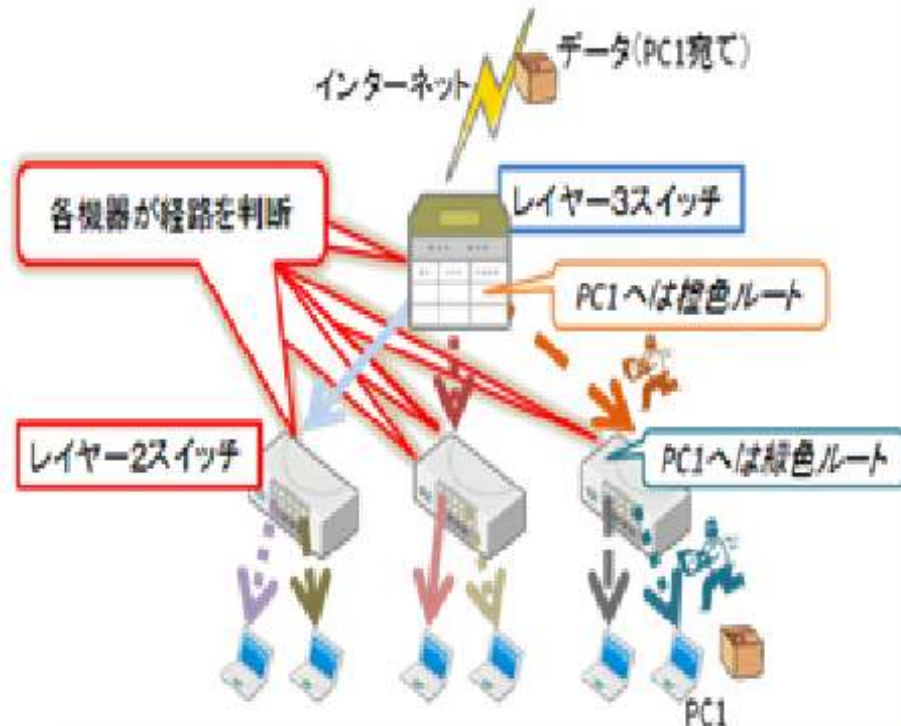 データ(PC1宛て)
インターネット
レイヤー3スイッチ
各機器が経路を判断
PC1へは橙色ルート
レイヤー2スイッチ
PC1へは緑色ルート
PC1